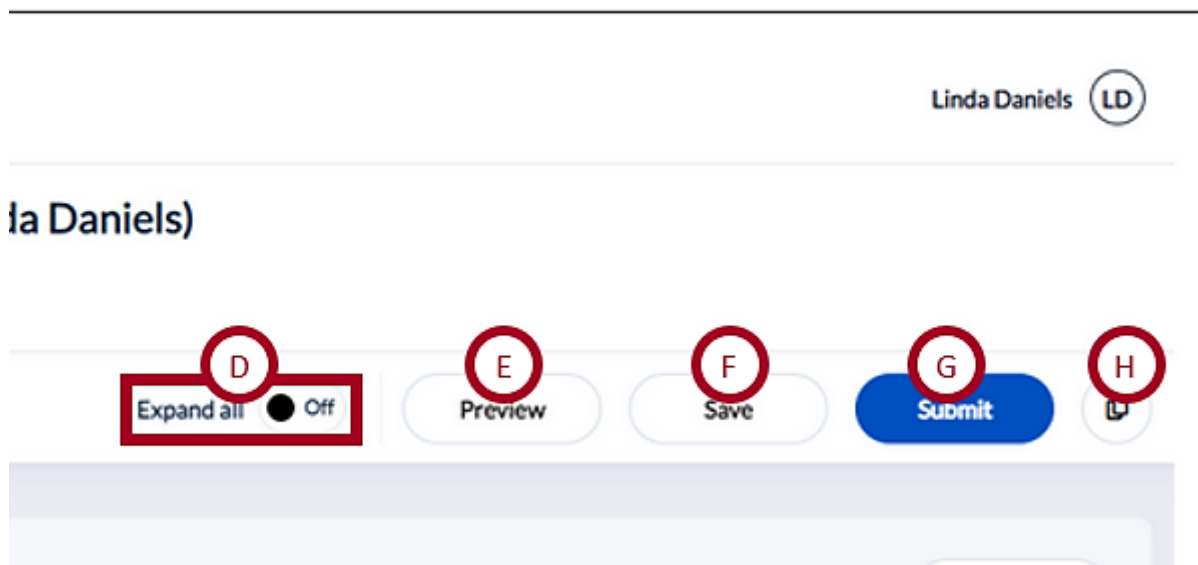 Linda Daniels LD
da Daniels)
D E F G H
Expand all Off Preview Save Submit